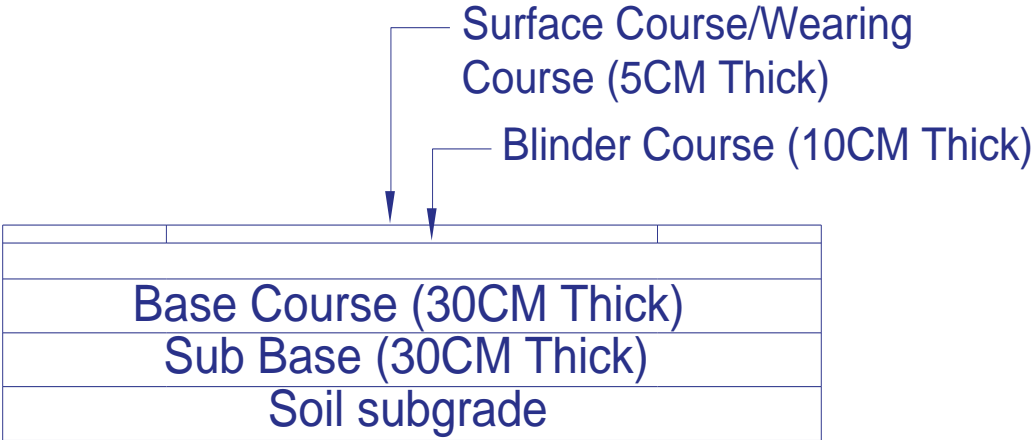 Surface Course/Wearing
Course (5CM Thick)
Blinder Course (10CM Thick)
Base Course (30CM Thick)
Sub Base (30CM Thick)
Soil subgrade